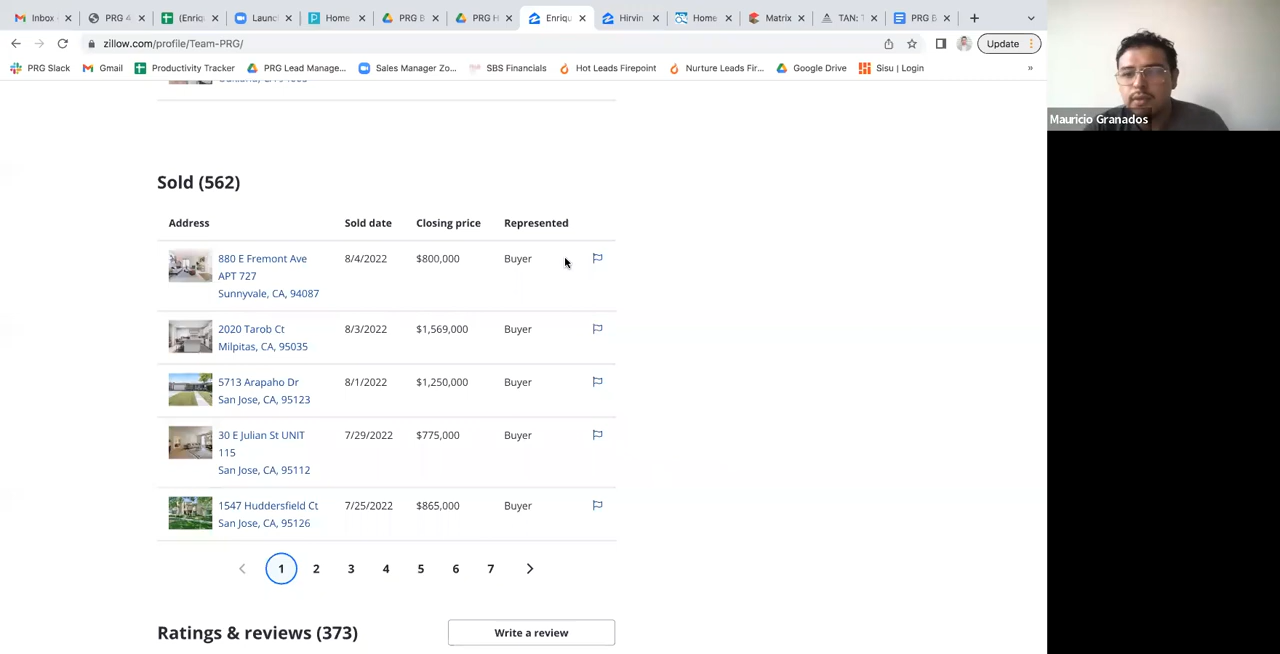 Inbox
PRG 4
(Enriq
Launc
Home
PRG B
PRG H
Enriqu
Hirvin
Home
Matrix
TAN: T
PRG B
zillow.com/profile/Team-PRG/
Update
PRG Slack
Gmail
Productivity Tracker
PRG Lead Manage...
Sales Manager Zo...
SBS Financials
Hot Leads Firepoint
Nurture Leads Fir...
Google Drive
Sisu | Login
»
Mauricio Granados
Sold (562)
Address Sold date Closing price Represented
880 E Fremont Ave 8/4/2022 $800,000 Buyer
APT 727
Sunnyvale, CA, 94087
2020 Tarob Ct 8/3/2022 $1,569,000 Buyer
Milpitas, CA, 95035
5713 Arapaho Dr 8/1/2022 $1,250,000 Buyer
San Jose, CA, 95123
30 E Julian St UNIT 7/29/2022 $775,000 Buyer
115
San Jose, CA, 95112
1547 Huddersfield Ct 7/25/2022 $865,000 Buyer
San Jose, CA, 95126
1 2 3 4 5 6 7
Ratings & reviews (373)
Write a review